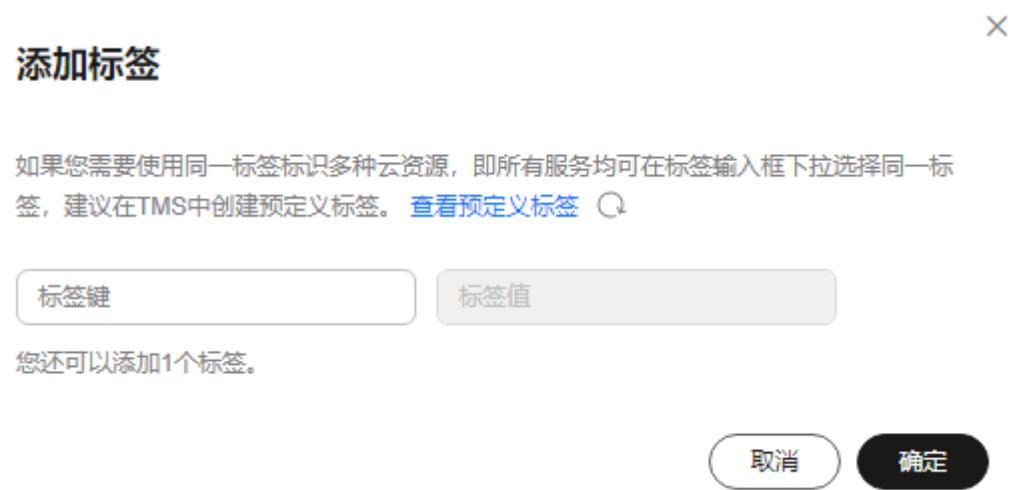 添加标签
如果您需要使用同一标签标识多种云资源，即所有服务均可在标签输入框下拉选择同一标
签，建议在TMS中创建预定义标签。 查看预定义标签
标签键 标签值
您还可以添加1个标签。
取消 确定